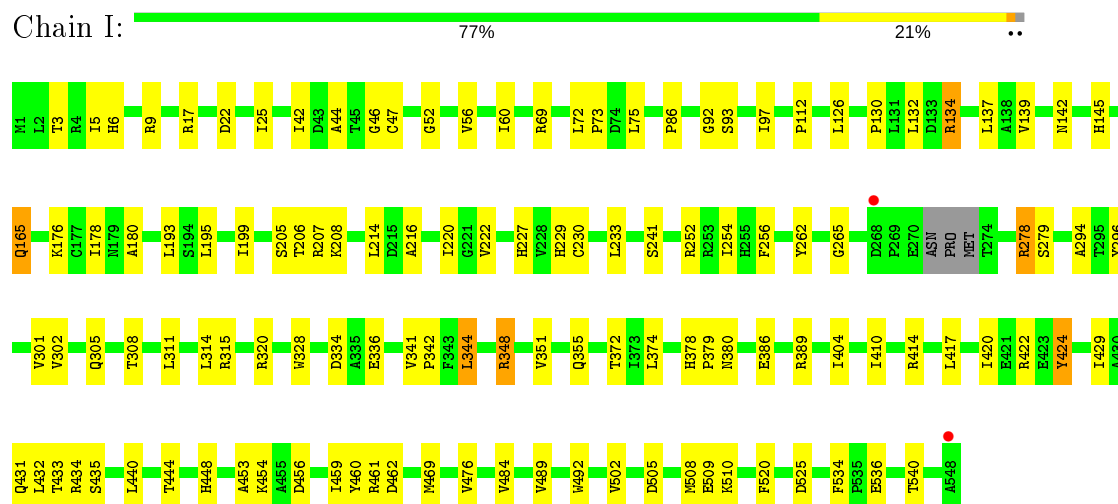 Chain I:
77% 21% ••
M1 L2 T3 R4 I5 H6 R9 R17 D22 I25 I42 D43 A44 T45 G46 C47 G52 V56 I60 R69 L72 P73 D74 L75 P86 G92 S93 I97 P112 L126 P130 L131 L132 D133 R134 L137 A138 V139 N142 H145
Q165 K176 C177 I178 N179 A180 L193 S194 L195 I199 S205 T206 R207 K208 L214 D215 A216 I220 G221 V222 H227 V228 H229 C230 L233 S241 R252 R253 I254 H255 F256 Y262 G265 D268 P269 E270 ASN PRO MET T274 R278 S279 A294 T295 Y296
V301 V302 Q305 T308 L311 L314 R315 R320 W328 D334 A335 E336 V341 P342 F343 L344 R348 V351 Q355 T372 I373 L374 H378 P379 N380 E386 R389 I404 I410 R414 L417 I420 E421 R422 E423 Y424 I429 A430
Q431 L432 T433 R434 S435 L440 T444 H448 A453 K454 A455 D456 I459 Y460 R461 D462 M469 V476 V484 V489 W492 V502 D505 M508 E509 K510 F520 D525 F534 P535 E536 T540 A548